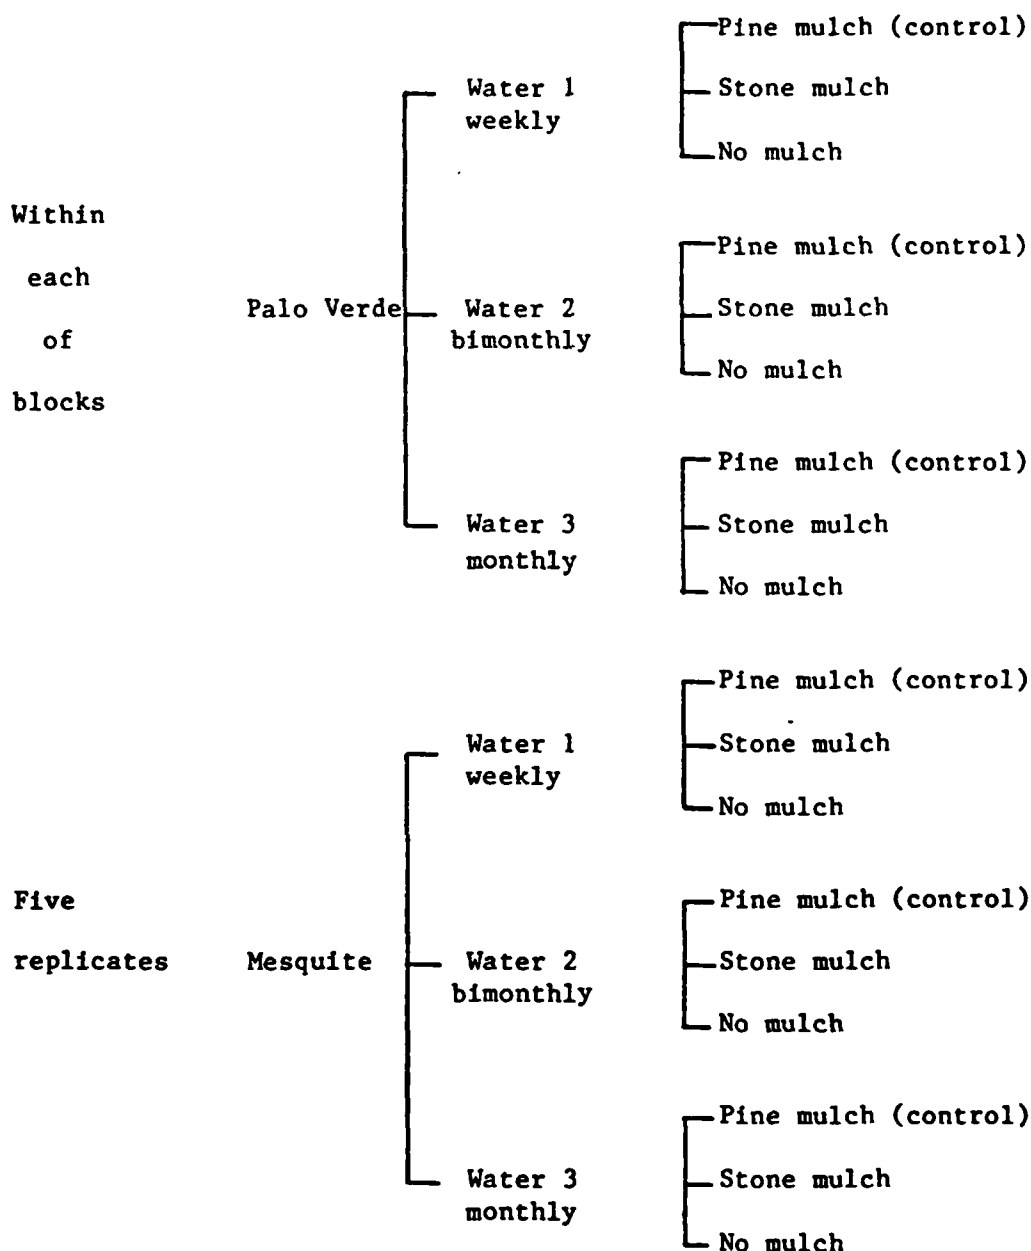 Pine mulch (control)
Water 1
weekly
Stone mulch
No mulch
Within
each
of
blocks
Palo Verde
Pine mulch (control)
Water 2
bimonthly
Stone mulch
No mulch
Pine mulch (control)
Water 3
monthly
Stone mulch
No mulch
Five
replicates
Mesquite
Pine mulch (control)
Water 1
weekly
Stone mulch
No mulch
Pine mulch (control)
Water 2
bimonthly
Stone mulch
No mulch
Pine mulch (control)
Water 3
monthly
Stone mulch
No mulch